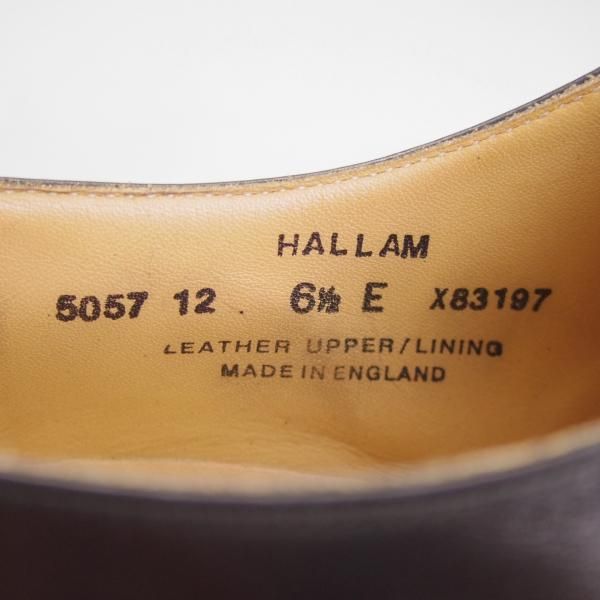 HALLAM
5057 12 . 6½ E X83197
LEATHER UPPER/LINING
MADE IN ENGLAND